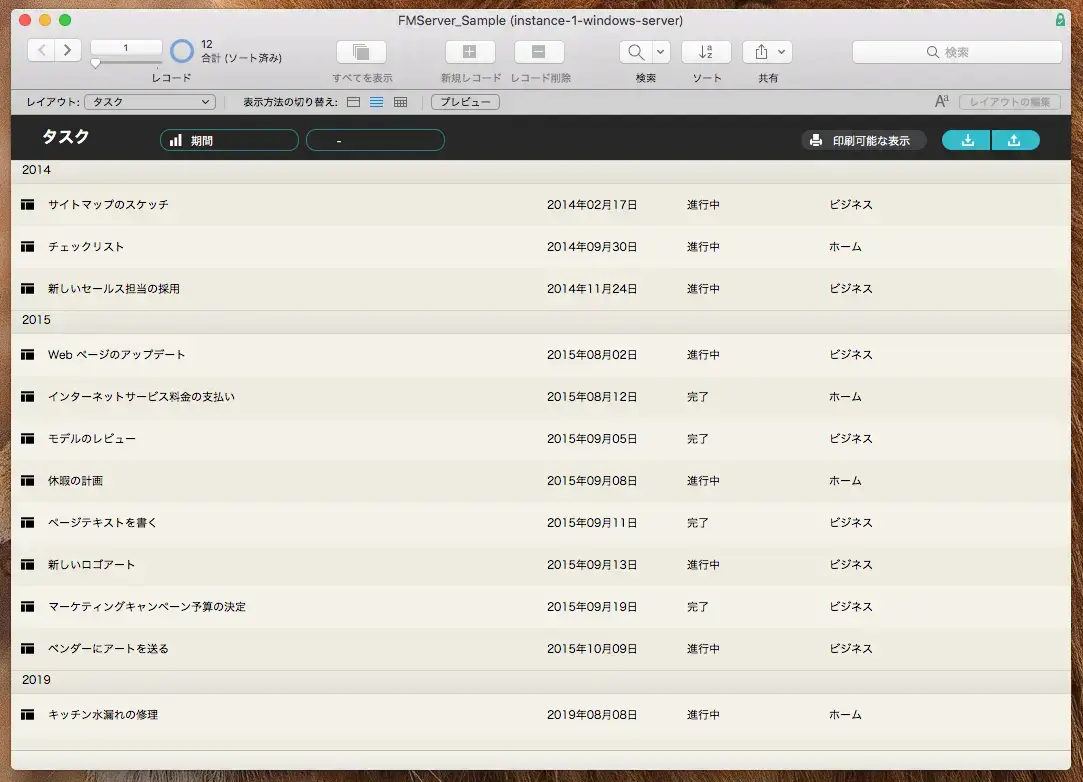 FMServer_Sample (instance-1-windows-server)
1
12
合計 (ソート済み)
レコード
すべてを表示
新規レコード
レコード削除
検索
ソート
共有
検索
レイアウト: タスク
表示方法の切り替え:
プレビュー
Aa
レイアウトの編集
タスク
期間
-
印刷可能な表示
2014
サイトマップのスケッチ 2014年02月17日 進行中 ビジネス
チェックリスト 2014年09月30日 進行中 ホーム
新しいセールス担当の採用 2014年11月24日 進行中 ビジネス
2015
Web ページのアップデート 2015年08月02日 進行中 ビジネス
インターネットサービス料金の支払い 2015年08月12日 完了 ホーム
モデルのレビュー 2015年09月05日 完了 ビジネス
休暇の計画 2015年09月08日 進行中 ホーム
ページテキストを書く 2015年09月11日 完了 ビジネス
新しいロゴアート 2015年09月13日 進行中 ビジネス
マーケティングキャンペーン予算の決定 2015年09月19日 完了 ビジネス
ベンダーにアートを送る 2015年10月09日 進行中 ビジネス
2019
キッチン水漏れの修理 2019年08月08日 進行中 ホーム